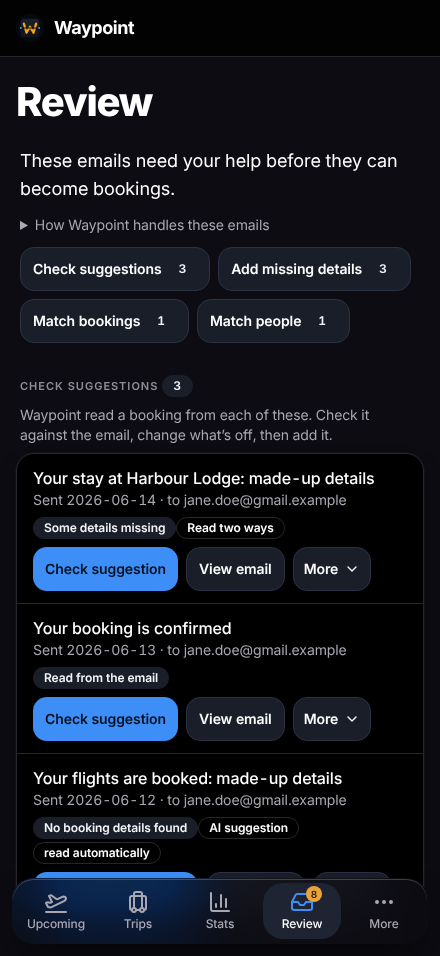 Waypoint
Review
These emails need your help before they can
become bookings.
▶ How Waypoint handles these emails
Check suggestions 3 Add missing details 3
Match bookings 1 Match people 1
CHECK SUGGESTIONS 3
Waypoint read a booking from each of these. Check it
against the email, change what’s off, then add it.
Your stay at Harbour Lodge: made-up details
Sent 2026-06-14 · to jane.doe@gmail.example
Some details missing Read two ways
Check suggestion View email More
Your booking is confirmed
Sent 2026-06-13 · to jane.doe@gmail.example
Read from the email
Check suggestion View email More
Your flights are booked: made-up details
Sent 2026-06-12 · to jane.doe@gmail.example
No booking details found AI suggestion
read automatically
8
Upcoming Trips Stats Review More